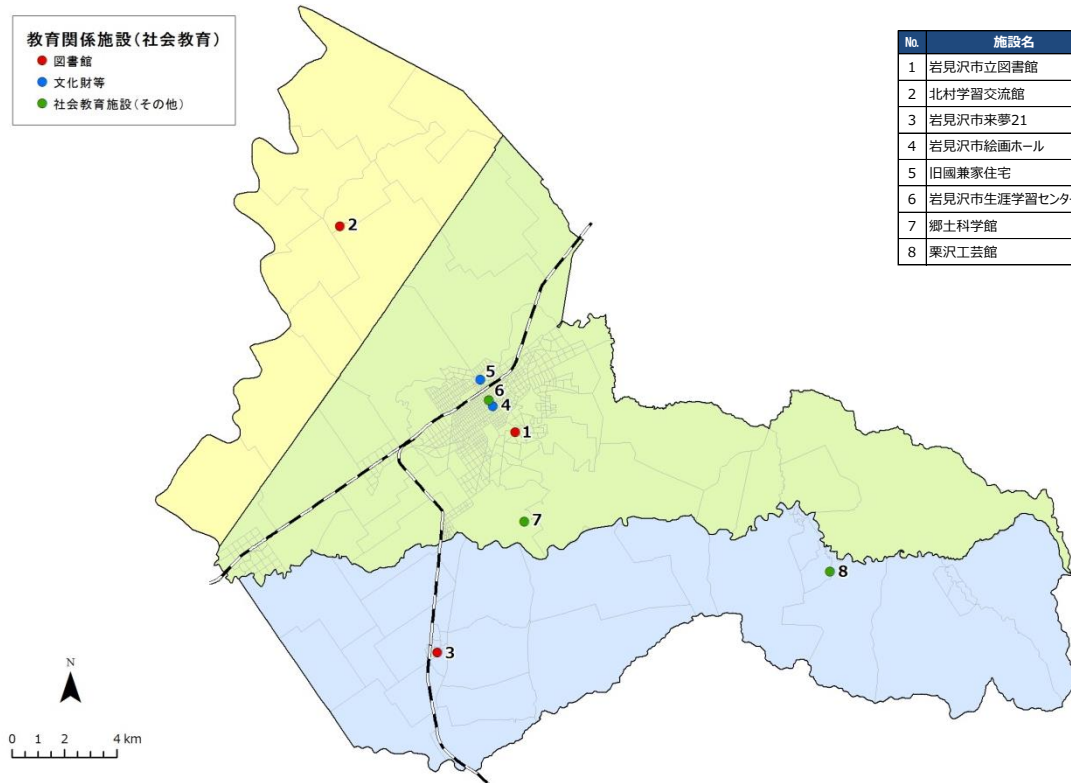 教育関係施設(社会教育)
図書館
文化財等
社会教育施設(その他)
No. 施設名
1 岩見沢市立図書館
2 北村学習交流館
3 岩見沢市来夢21
4 岩見沢市絵画ホール
5 旧國兼家住宅
6 岩見沢市生涯学習センタ
7 郷土科学館
8 栗沢工芸館
2
5
6
4
1
7
8
3
N
0 1 2 4 km